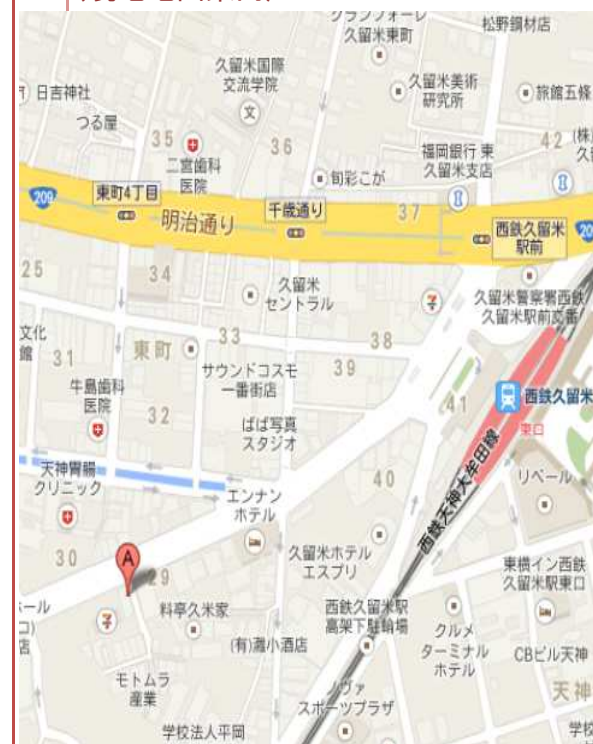 グランフォーレ
久留米東町
松野鋼材店
久留米国際
交流学院
文
日吉神社
つる屋
久留米美術
研究所
旅館五條
35
36
42
(株)
二宮歯科
医院
福岡銀行 東
久留米支店
旬彩こが
209
東町4丁目
明治通り
千歳通り
37
西鉄久留米
駅前
25
34
久留米
セントラル
久留米警察署西鉄
久留米駅前交番
文化
館
31
東町
33
38
サウンドコスモ
一番街店
39
牛島歯科
医院
32
ぱぱ写真
スタジオ
41
西鉄久留米
東口
天神胃腸
クリニック
エンナン
ホテル
40
西鉄天神大牟田線
リベール
30
A
29
久留米ホテル
エスプリ
東横イン西鉄
久留米駅東口
料亭久米家
(有)灘小酒店
西鉄久留米駅
高架下駐輪場
クルメ
ターミナル
ホテル
CBビル天神
モトムラ
産業
ノヴァ
スポーツプラザ
天神
学校法人平岡
学校